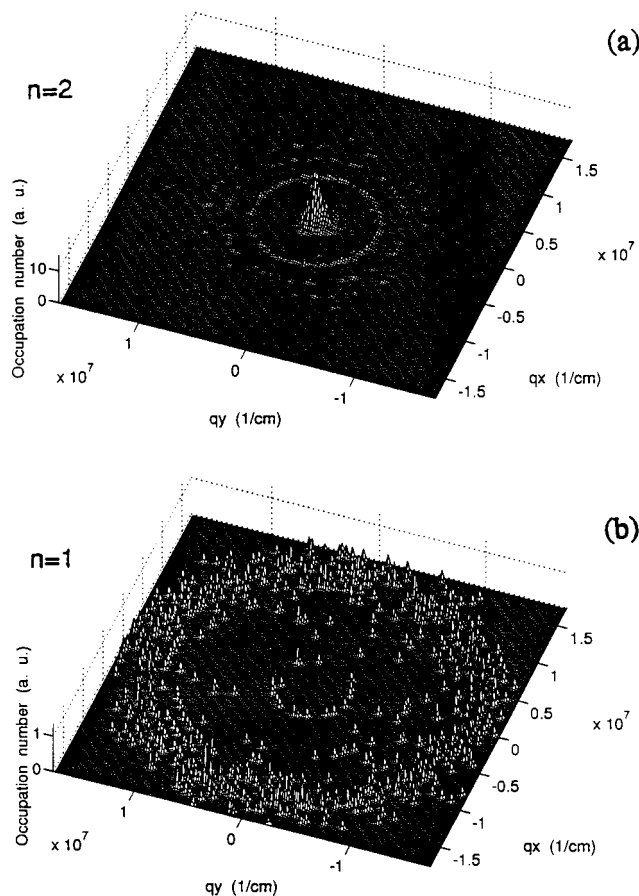 (a)
n=2
Occupation number (a. u.)
10
0
1.5
1
0.5
x 10^7
0
-0.5
-1
-1.5
qx (1/cm)
1
0
-1
x 10^7
qy (1/cm)
(b)
n=1
Occupation number (a. u.)
1
0
1.5
1
0.5
x 10^7
0
-0.5
-1
-1.5
qx (1/cm)
1
0
-1
x 10^7
qy (1/cm)